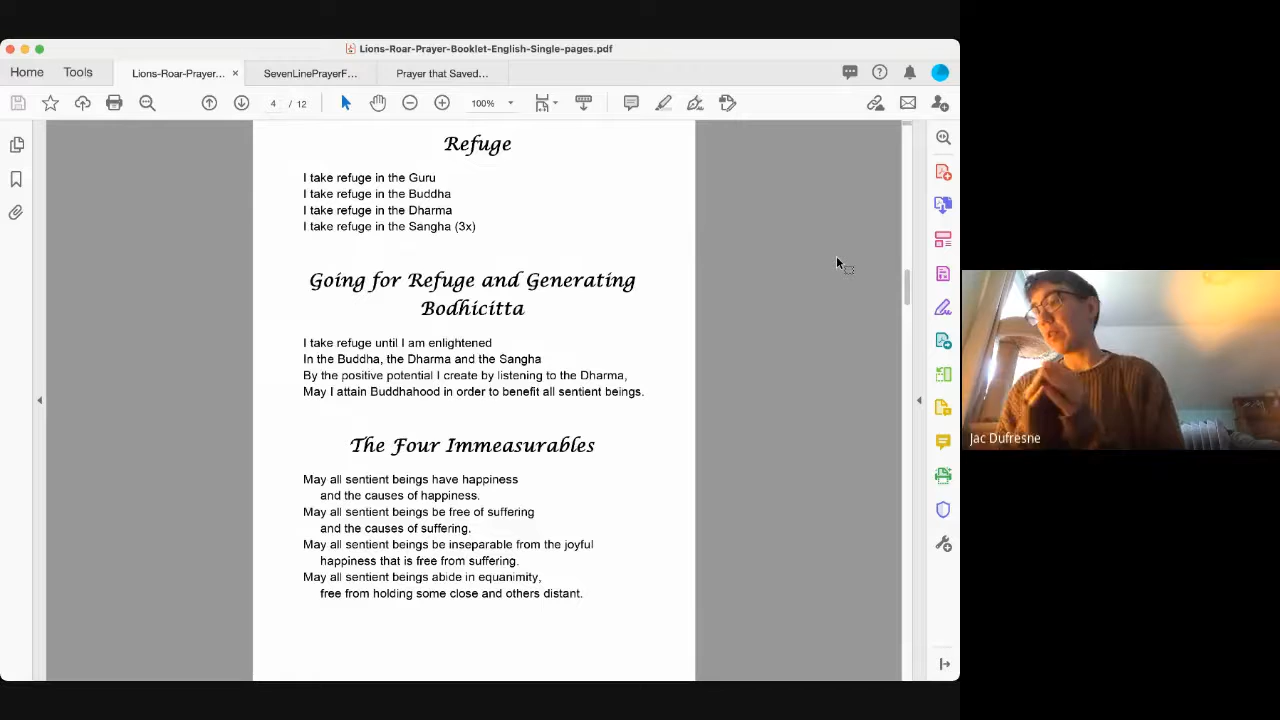 Lions-Roar-Prayer-Booklet-English-Single-pages.pdf
Home Tools Lions-Roar-Prayer... × SevenLinePrayerF... Prayer that Saved...
4 / 12 100%
Refuge
I take refuge in the Guru
I take refuge in the Buddha
I take refuge in the Dharma
I take refuge in the Sangha (3x)
Going for Refuge and Generating
Bodhicitta
I take refuge until I am enlightened
In the Buddha, the Dharma and the Sangha
By the positive potential I create by listening to the Dharma,
May I attain Buddhahood in order to benefit all sentient beings.
The Four Immeasurables
May all sentient beings have happiness
and the causes of happiness.
May all sentient beings be free of suffering
and the causes of suffering.
May all sentient beings be inseparable from the joyful
happiness that is free from suffering.
May all sentient beings abide in equanimity,
free from holding some close and others distant.
Jac Dufresne